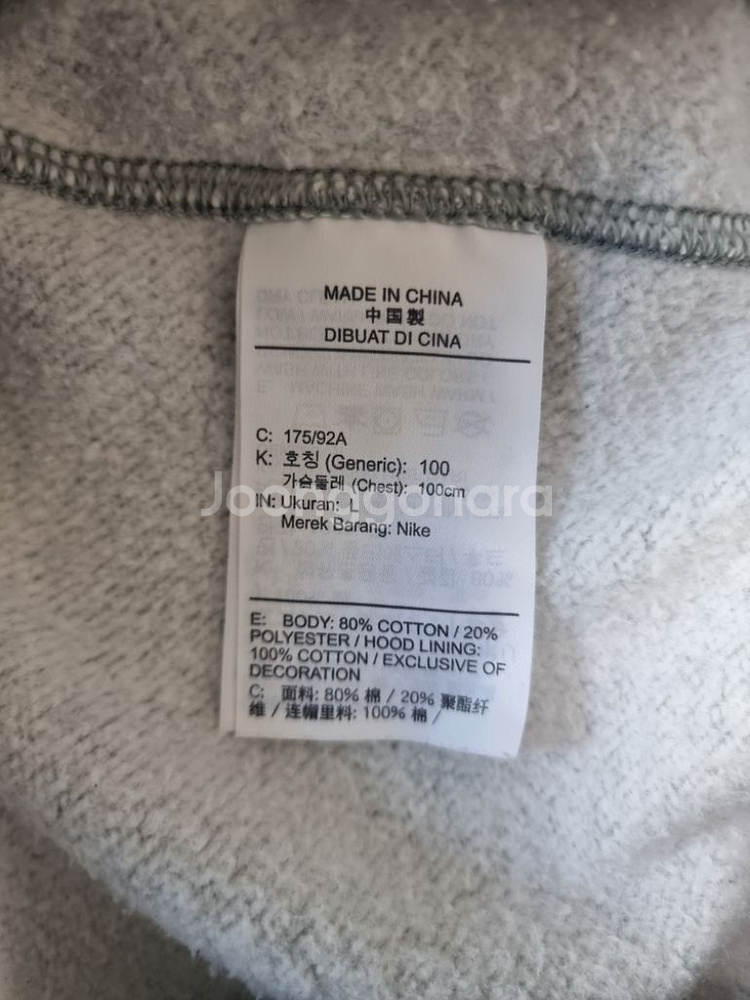 MADE IN CHINA
中国製
DIBUAT DI CINA
C: 175/92A
K: 호칭 (Generic): 100
가슴둘레 (Chest): 100cm
IN: Ukuran: L
Merek Barang: Nike
Joonggonara
E: BODY: 80% COTTON / 20%
POLYESTER / HOOD LINING:
100% COTTON / EXCLUSIVE OF
DECORATION
C: 面料: 80% 棉 / 20% 聚酯纤
维 / 连帽里料: 100% 棉 /